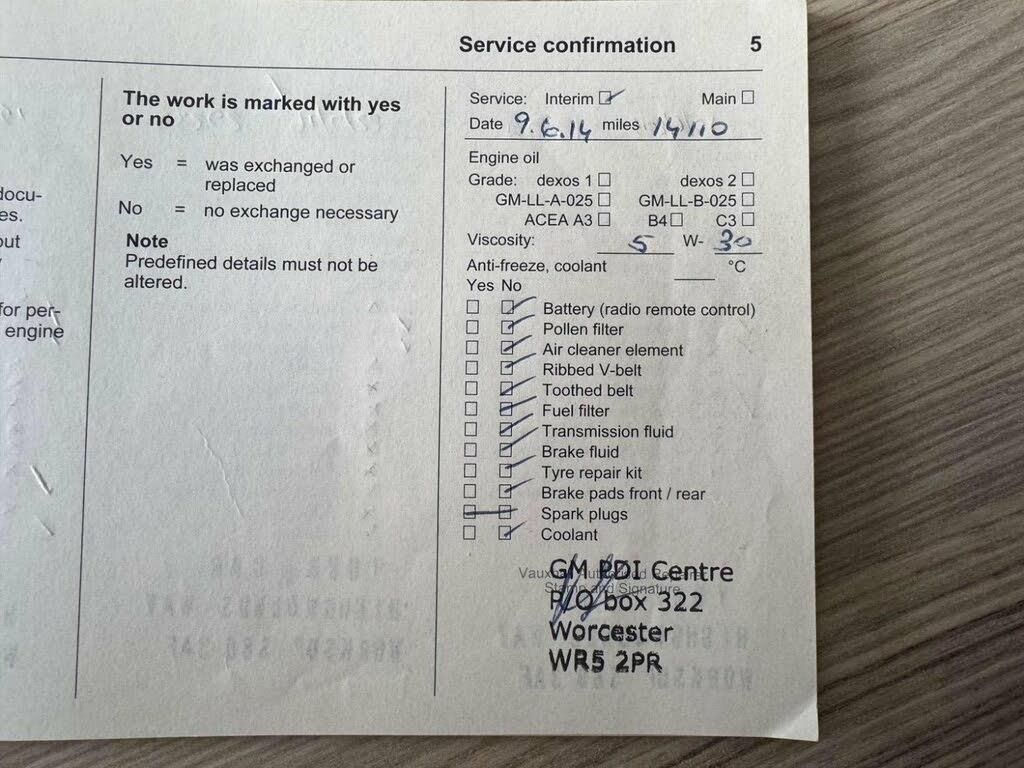 Service confirmation 5
docu-
es.
out
for per-
engine
The work is marked with yes
or no
Yes = was exchanged or
replaced
No = no exchange necessary
Note
Predefined details must not be
altered.
Service: Interim ☑ Main ☐
Date 9.6.14 miles 14110
Engine oil
Grade: dexos 1 ☐ dexos 2 ☐
GM-LL-A-025 ☐ GM-LL-B-025 ☐
ACEA A3 ☐ B4 ☐ C3 ☐
Viscosity: 5 W- 30
Anti-freeze, coolant °C
Yes No
Battery (radio remote control)
Pollen filter
Air cleaner element
Ribbed V-belt
Toothed belt
Fuel filter
Transmission fluid
Brake fluid
Tyre repair kit
Brake pads front / rear
Spark plugs
Coolant
Stamp and Signature
GM PDI Centre
P/O box 322
Worcester
WR5 2PR